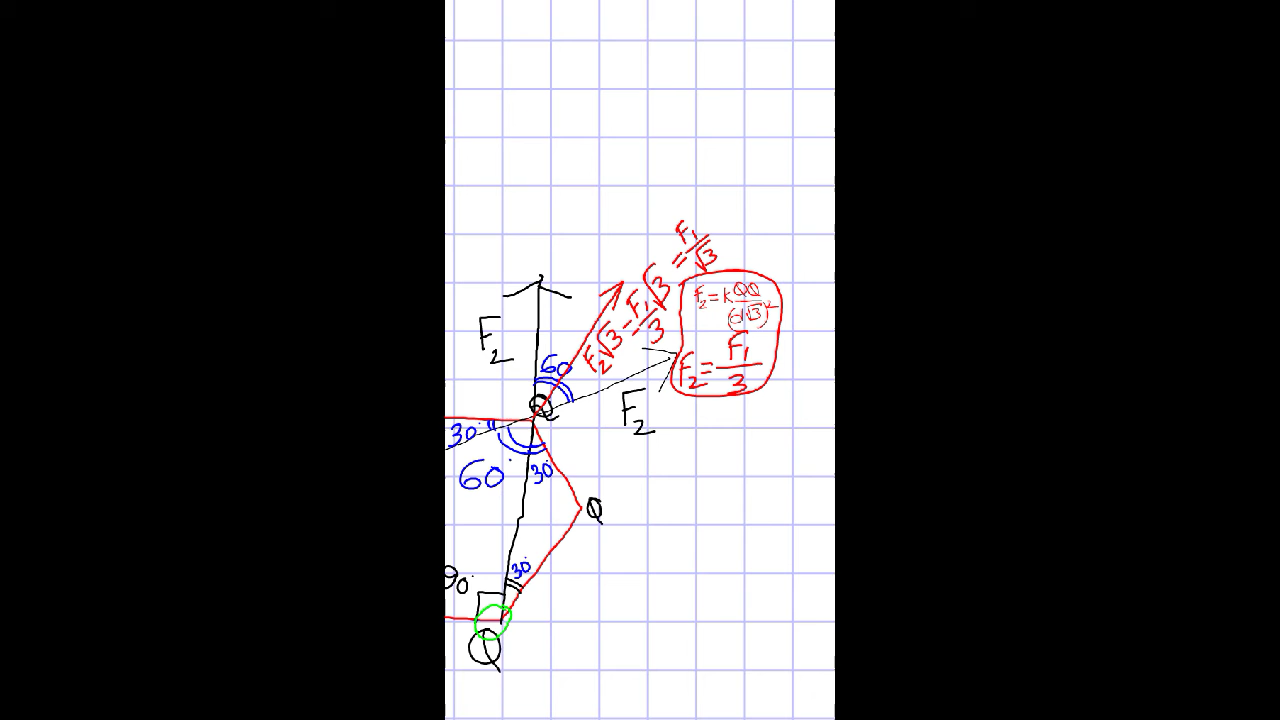 F₂√3 = F₁/3 √3 = F₁/√3
F₂ = k QQ/(d√3)²
F₂ = F₁/3
F₂
60
Q
F₂
30°
60°
30°
Q
90°
30°
Q